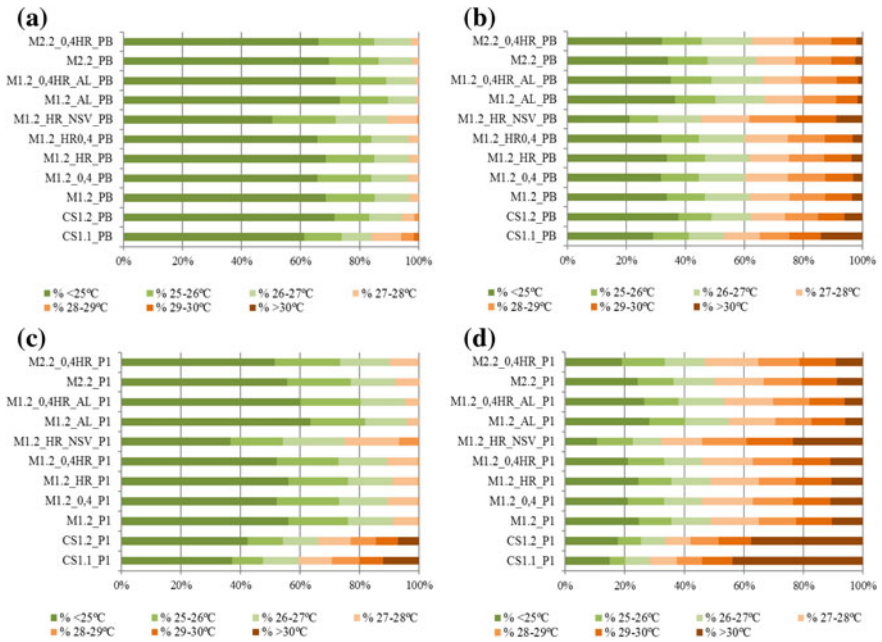 (a)
M2.2_0,4HR_PB
M2.2_PB
M1.2_0,4HR_AL_PB
M1.2_AL_PB
M1.2_HR_NSV_PB
M1.2_HR0,4_PB
M1.2_HR_PB
M1.2_0,4_PB
M1.2_PB
CS1.2_PB
CS1.1_PB
0% 20% 40% 60% 80% 100%
% <25ºC % 25-26ºC % 26-27ºC % 27-28ºC
% 28-29ºC % 29-30ºC % >30ºC
(b)
M2.2_0,4HR_PB
M2.2_PB
M1.2_0,4HR_AL_PB
M1.2_AL_PB
M1.2_HR_NSV_PB
M1.2_HR0,4_PB
M1.2_HR_PB
M1.2_0,4_PB
M1.2_PB
CS1.2_PB
CS1.1_PB
0% 20% 40% 60% 80% 100%
% <25ºC % 25-26ºC % 26-27ºC % 27-28ºC
% 28-29ºC % 29-30ºC % >30ºC
(c)
M2.2_0,4HR_P1
M2.2_P1
M1.2_0,4HR_AL_P1
M1.2_AL_P1
M1.2_HR_NSV_P1
M1.2_0,4HR_P1
M1.2_HR_P1
M1.2_0,4_P1
M1.2_P1
CS1.2_P1
CS1.1_P1
0% 20% 40% 60% 80% 100%
% <25ºC % 25-26ºC % 26-27ºC % 27-28ºC
% 28-29ºC % 29-30ºC % >30ºC
(d)
M2.2_0,4HR_P1
M2.2_P1
M1.2_0,4HR_AL_P1
M1.2_AL_P1
M1.2_HR_NSV_P1
M1.2_0,4HR_P1
M1.2_HR_P1
M1.2_0,4_P1
M1.2_P1
CS1.2_P1
CS1.1_P1
0% 20% 40% 60% 80% 100%
% <25ºC % 25-26ºC % 26-27ºC % 27-28ºC
% 28-29ºC % 29-30ºC % >30ºC